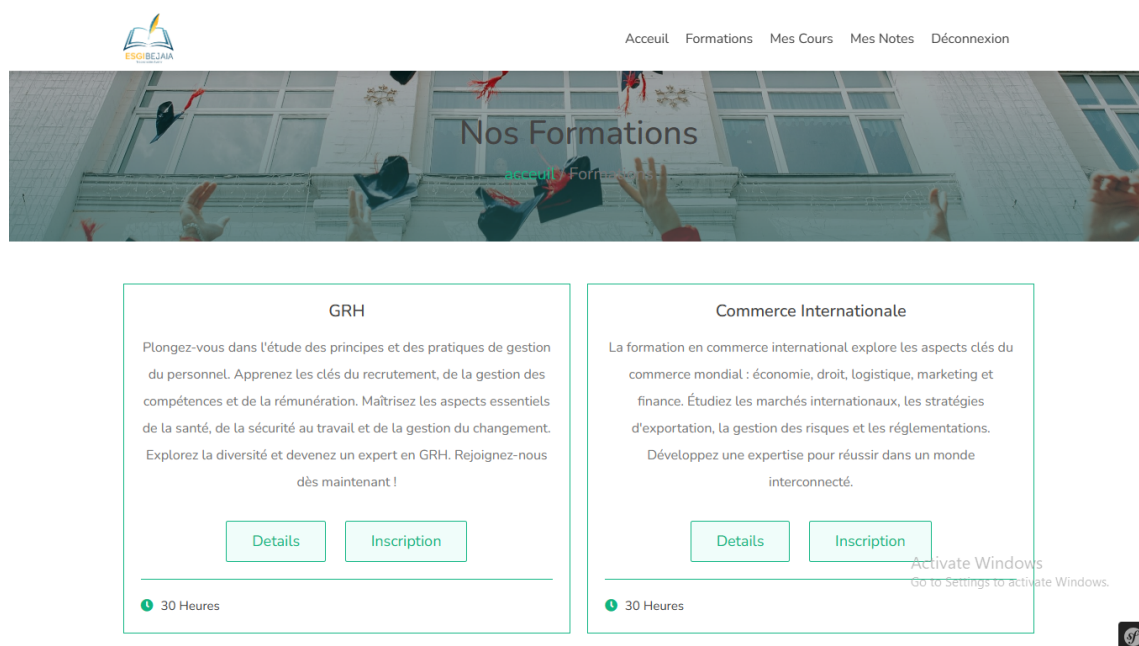 ESGIBEJAIA
Acceuil Formations Mes Cours Mes Notes Déconnexion
Nos Formations
acceuil / Formations
GRH
Plongez-vous dans l'étude des principes et des pratiques de gestion
du personnel. Apprenez les clés du recrutement, de la gestion des
compétences et de la rémunération. Maîtrisez les aspects essentiels
de la santé, de la sécurité au travail et de la gestion du changement.
Explorez la diversité et devenez un expert en GRH. Rejoignez-nous
dès maintenant !
Details Inscription
30 Heures
Commerce Internationale
La formation en commerce international explore les aspects clés du
commerce mondial : économie, droit, logistique, marketing et
finance. Étudiez les marchés internationaux, les stratégies
d'exportation, la gestion des risques et les réglementations.
Développez une expertise pour réussir dans un monde
interconnecté.
Details Inscription
30 Heures
Activate Windows
Go to Settings to activate Windows.
sf